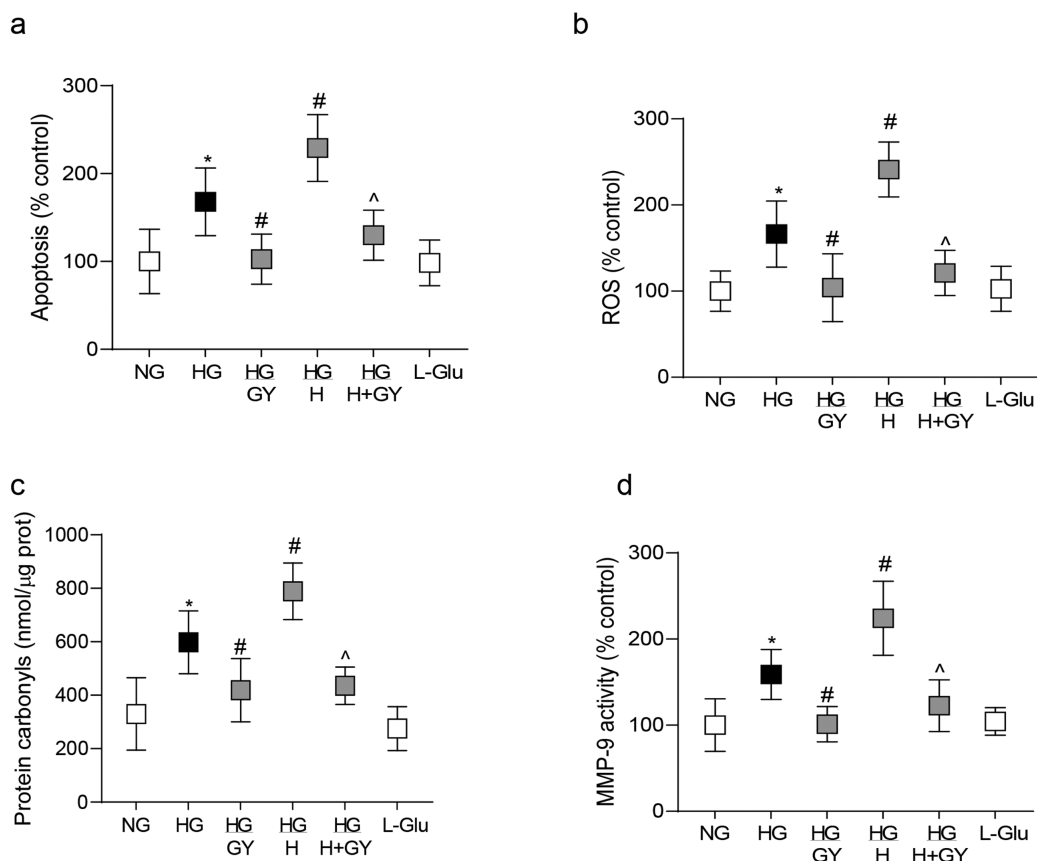 a
Apoptosis (% control)
300
200
100
0
*
#
#
^
NG HG HG HG HG L-Glu
GY H H+GY
b
ROS (% control)
300
200
100
0
*
#
#
^
NG HG HG HG HG L-Glu
GY H H+GY
c
Protein carbonyls (nmol/μg prot)
1000
800
600
400
200
0
*
#
#
^
NG HG HG HG HG L-Glu
GY H H+GY
d
MMP-9 activity (% control)
300
200
100
0
*
#
#
^
NG HG HG HG HG L-Glu
GY H H+GY